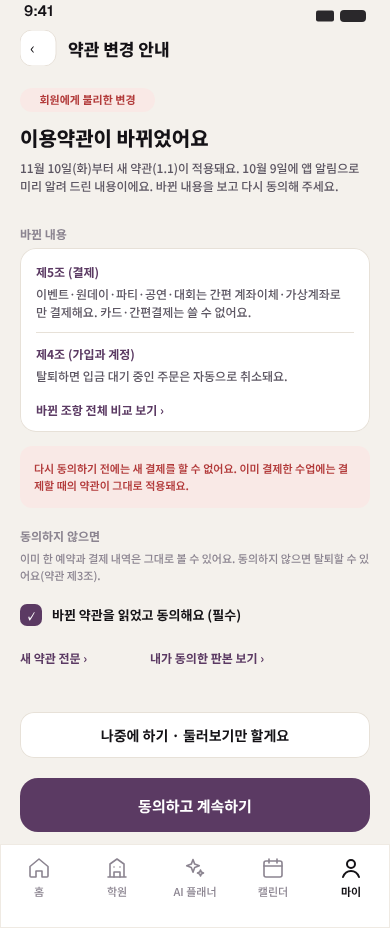 9:41
‹
약관 변경 안내
회원에게 불리한 변경
이용약관이 바뀌었어요
11월 10일(화)부터 새 약관(1.1)이 적용돼요. 10월 9일에 앱 알림으로
미리 알려 드린 내용이에요. 바뀐 내용을 보고 다시 동의해 주세요.
바뀐 내용
제5조 (결제)
이벤트·원데이·파티·공연·대회는 간편 계좌이체·가상계좌로
만 결제해요. 카드·간편결제는 쓸 수 없어요.
제4조 (가입과 계정)
탈퇴하면 입금 대기 중인 주문은 자동으로 취소돼요.
바뀐 조항 전체 비교 보기 ›
다시 동의하기 전에는 새 결제를 할 수 없어요. 이미 결제한 수업에는 결
제할 때의 약관이 그대로 적용돼요.
동의하지 않으면
이미 한 예약과 결제 내역은 그대로 볼 수 있어요. 동의하지 않으면 탈퇴할 수 있
어요(약관 제3조).
✓ 바뀐 약관을 읽었고 동의해요 (필수)
새 약관 전문 › 내가 동의한 판본 보기 ›
나중에 하기 · 둘러보기만 할게요
동의하고 계속하기
홈 학원 AI 플래너 캘린더 마이